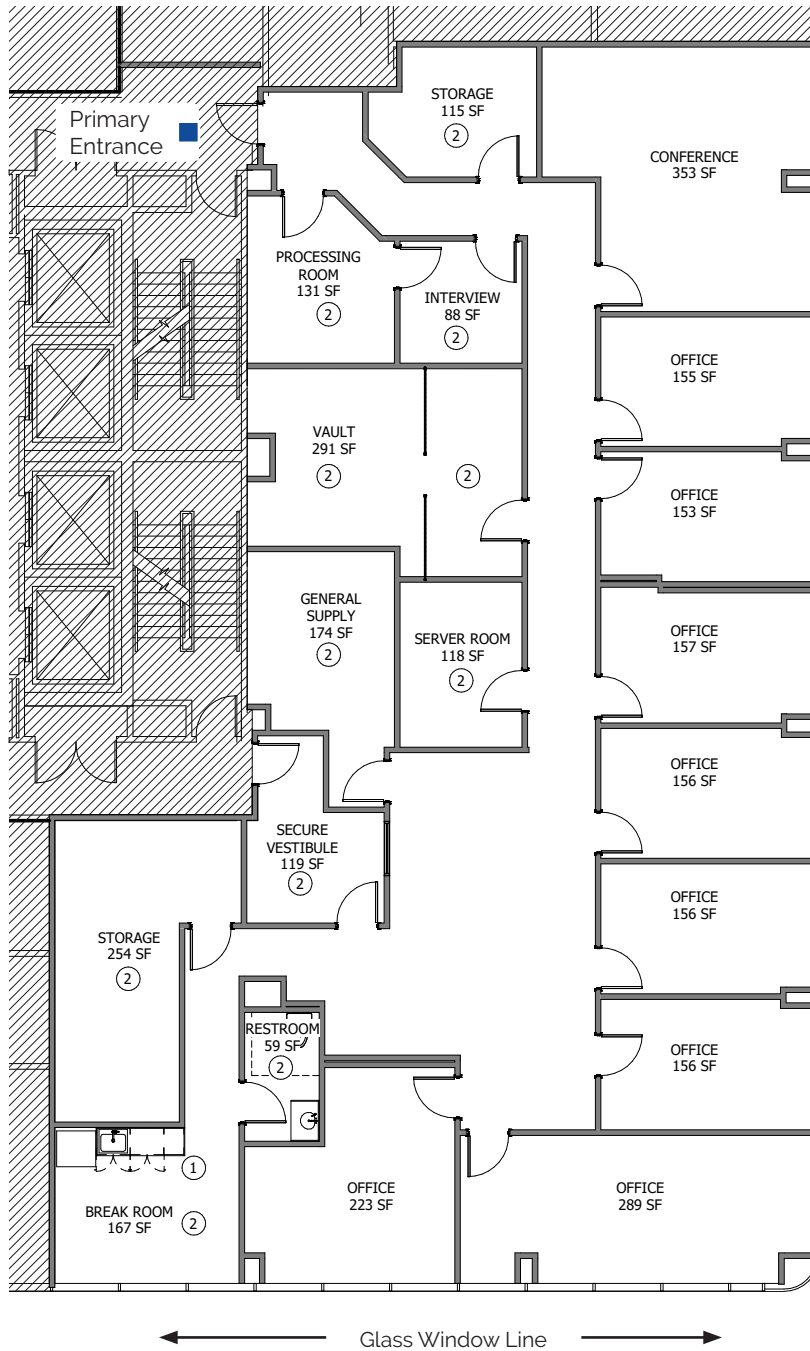 Primary
Entrance
STORAGE
115 SF
2
CONFERENCE
353 SF
PROCESSING
ROOM
131 SF
2
INTERVIEW
88 SF
2
OFFICE
155 SF
VAULT
291 SF
2
2
OFFICE
153 SF
GENERAL
SUPPLY
174 SF
2
SERVER ROOM
118 SF
2
OFFICE
157 SF
OFFICE
156 SF
SECURE
VESTIBULE
119 SF
2
OFFICE
156 SF
STORAGE
254 SF
2
RESTROOM
59 SF
2
OFFICE
156 SF
1
BREAK ROOM
167 SF
2
OFFICE
223 SF
OFFICE
289 SF
Glass Window Line